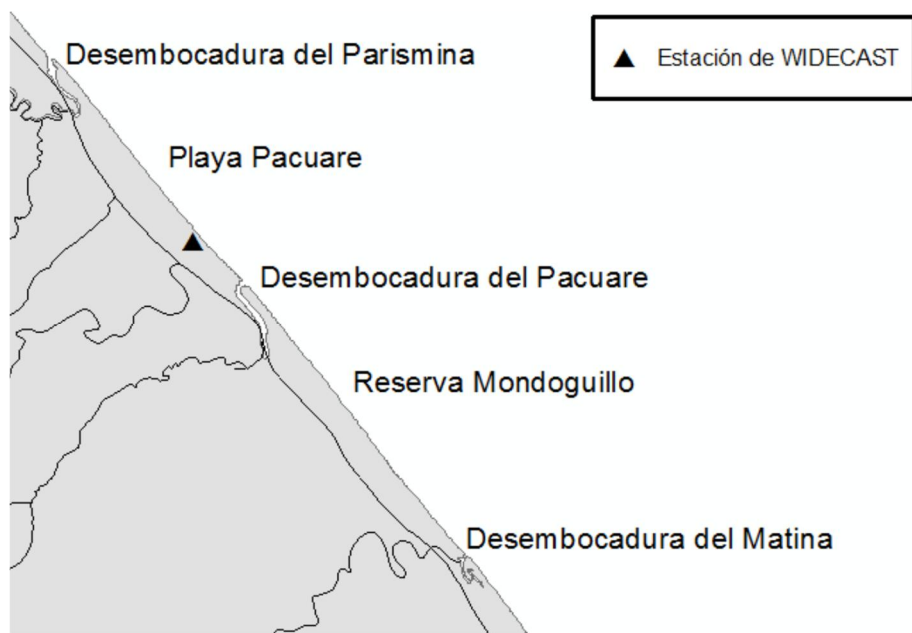 Desembocadura del Parismina
Estación de WIDECAST
Playa Pacuare
Desembocadura del Pacuare
Reserva Mondoguillo
Desembocadura del Matina